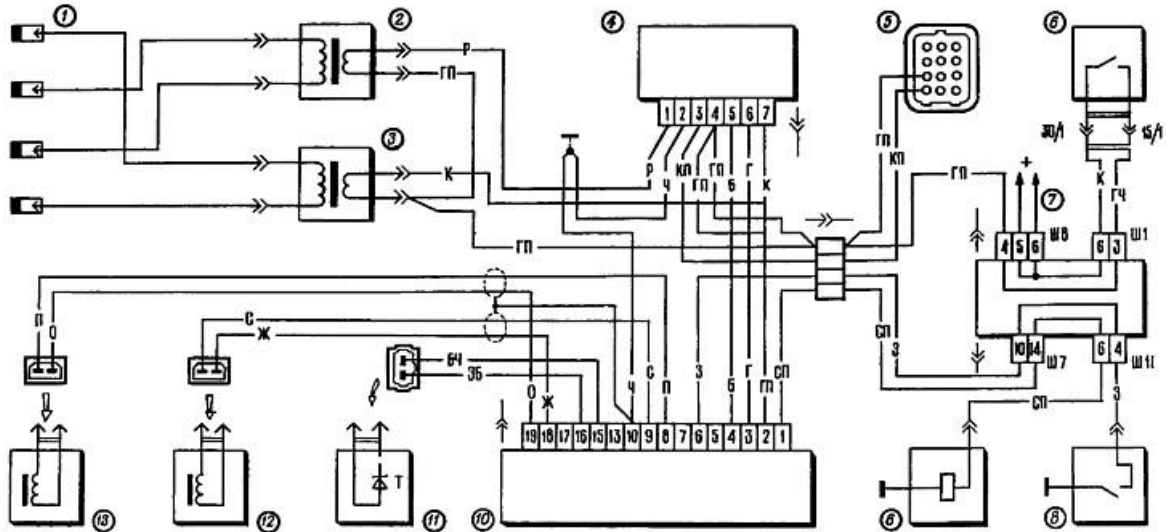 1
2
4
5
6
Р
ГП
1 2 3 4 5 6 7
30/1
15/1
3
ГП
КП
К
Р
Ч
КП
ГП
ГП
Б
Г
К
ГП
+
7
К
ГЧ
Ш8
Ш1
4 5 6
6 3
ГП
П
О
С
Ж
БЧ
ЗБ
О
Ж
Ч
С
П
З
Б
Г
ГП
СП
СП
З
10 14
6 4
Ш7
Ш11
СП
З
19 18 17 16 15 13 10 9 8 7 6 5 4 3 2 1
Т
13
12
11
10
8